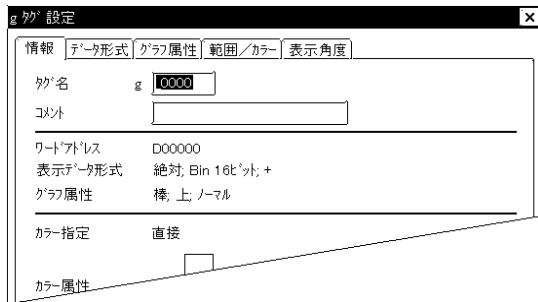 g ﾀｸﾞ 設定
情報 ﾃﾞｰﾀ形式 ｸﾞﾗﾌ属性 範囲／ｶﾗｰ 表示角度
ﾀｸﾞ名 g 0000
ｺﾒﾝﾄ
ﾜｰﾄﾞｱﾄﾞﾚｽ D00000
表示ﾃﾞｰﾀ形式 絶対; Bin 16ﾋﾞｯﾄ; +
ｸﾞﾗﾌ属性 棒; 上; ﾉｰﾏﾙ
ｶﾗｰ指定 直接
ｶﾗｰ属性